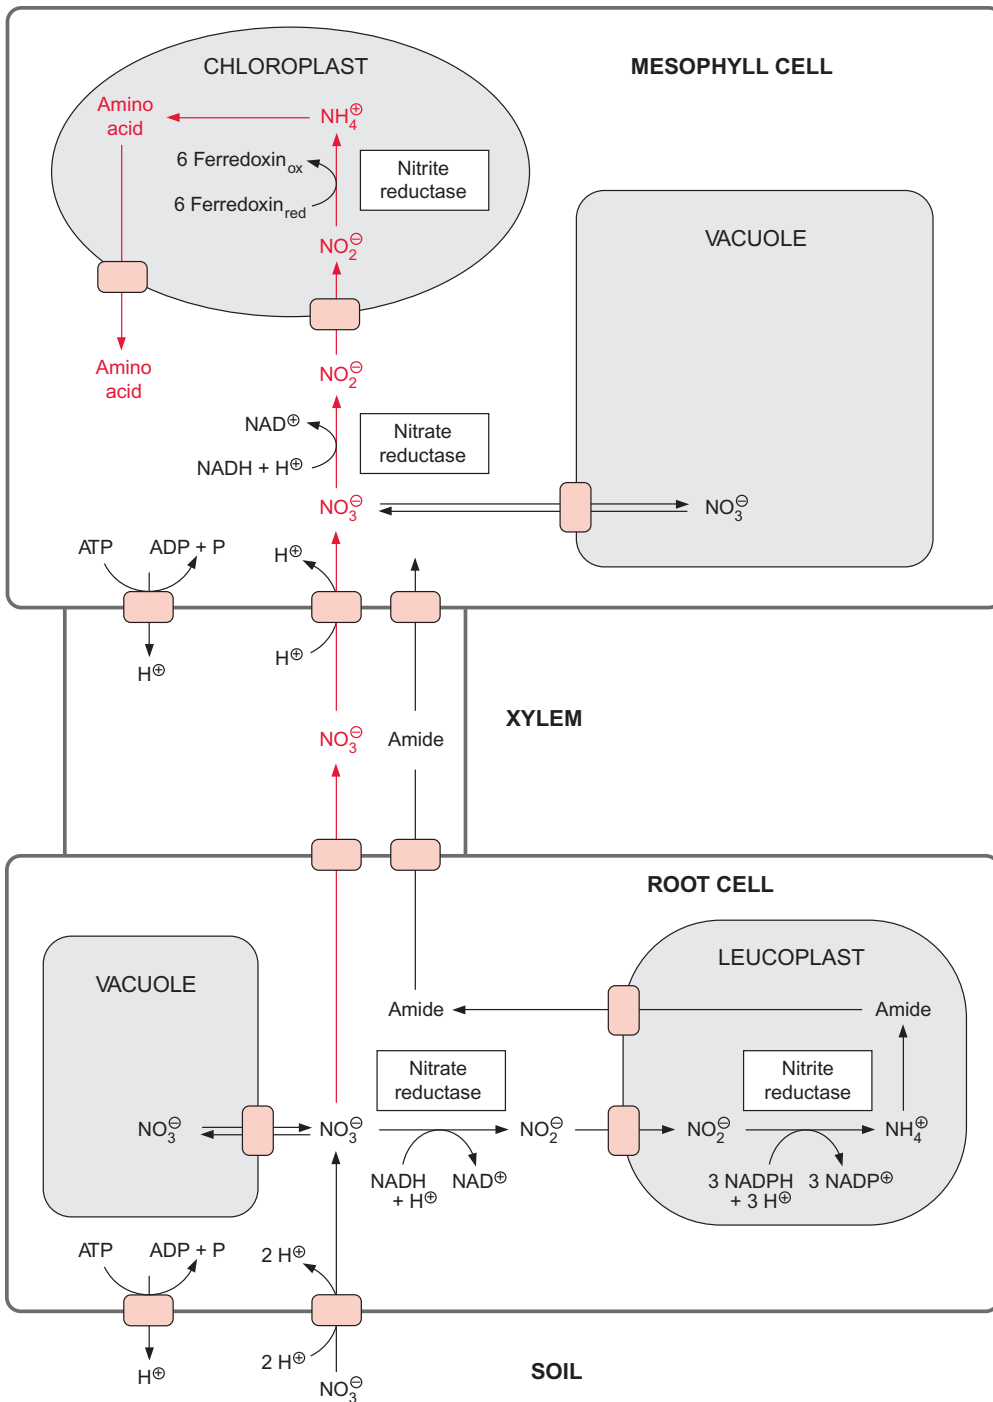 CHLOROPLAST
MESOPHYLL CELL
Amino
acid
NH₄⊕
6 Ferredoxin_ox
Nitrite
reductase
6 Ferredoxin_red
NO₂⊖
VACUOLE
Amino
acid
NO₂⊖
NAD⊕
Nitrate
reductase
NADH + H⊕
NO₃⊖
NO₃⊖
ATP
ADP + P
H⊕
H⊕
H⊕
XYLEM
NO₃⊖
Amide
ROOT CELL
LEUCOPLAST
VACUOLE
Amide
Amide
Nitrate
reductase
Nitrite
reductase
NO₃⊖
NO₃⊖
NO₂⊖
NO₂⊖
NH₄⊕
NADH
+ H⊕
NAD⊕
3 NADPH
+ 3 H⊕
3 NADP⊕
ATP
ADP + P
2 H⊕
H⊕
2 H⊕
NO₃⊖
SOIL